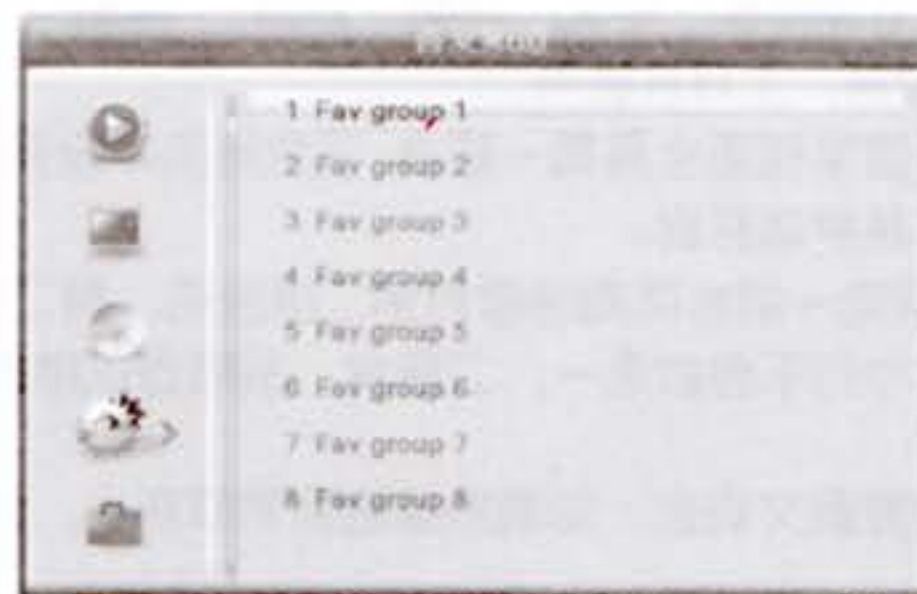 1 Fav group 1
2 Fav group 2
3 Fav group 3
4 Fav group 4
5 Fav group 5
6 Fav group 6
7 Fav group 7
8 Fav group 8